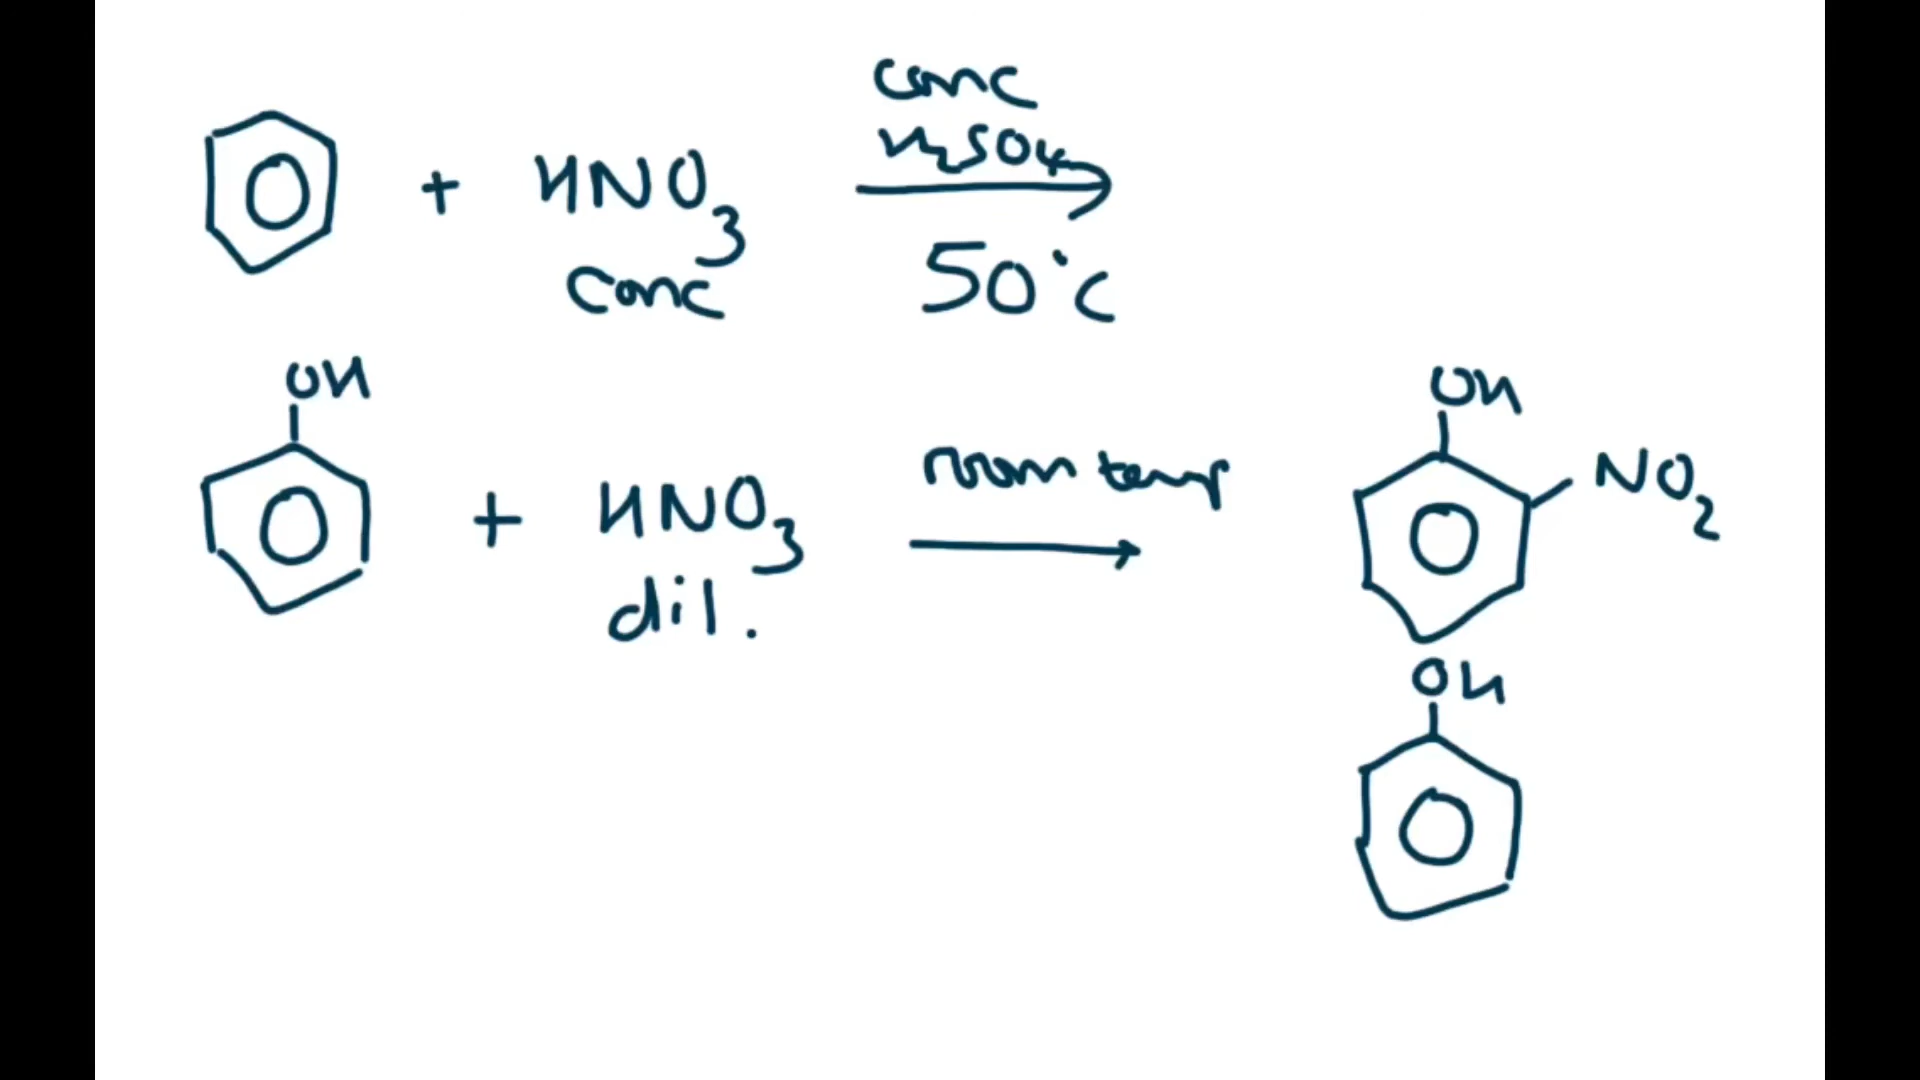 conc
H₂SO₄
+ HNO₃
conc
50°C
OH
+ HNO₃
dil.
room temp
OH
NO₂
OH